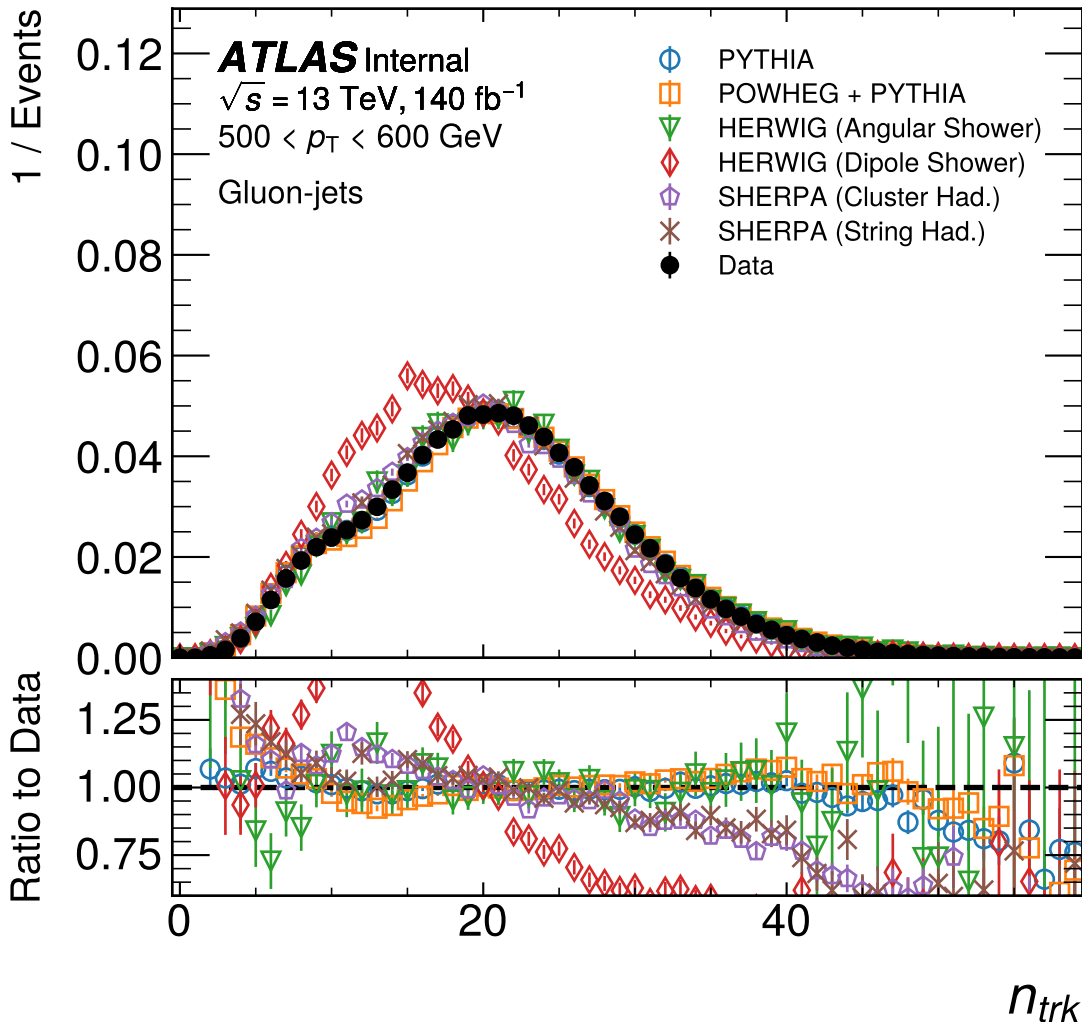 1 / Events
0.12
0.10
0.08
0.06
0.04
0.02
0.00
ATLAS Internal
√s = 13 TeV, 140 fb⁻¹
500 < pT < 600 GeV
Gluon-jets
PYTHIA
POWHEG + PYTHIA
HERWIG (Angular Shower)
HERWIG (Dipole Shower)
SHERPA (Cluster Had.)
SHERPA (String Had.)
Data
Ratio to Data
1.25
1.00
0.75
0
20
40
ntrk